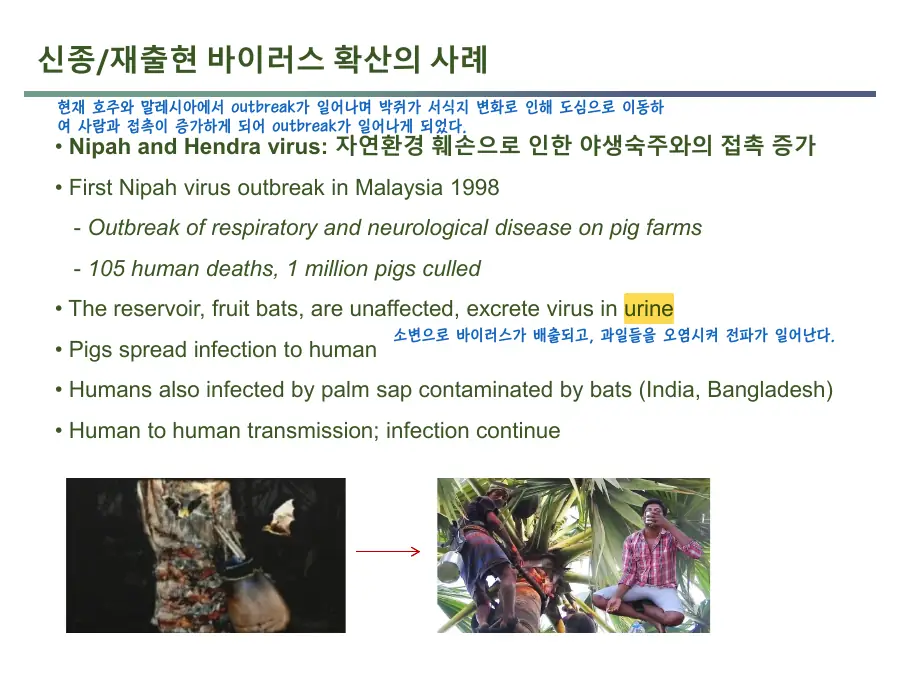 신종/재출현 바이러스 확산의 사례
현재 호주와 말레시아에서 outbreak가 일어나며 박쥐가 서식지 변화로 인해 도심으로 이동하
여 사람과 접촉이 증가하게 되어 outbreak가 일어나게 되었다.
• Nipah and Hendra virus: 자연환경 훼손으로 인한 야생숙주와의 접촉 증가
• First Nipah virus outbreak in Malaysia 1998
- Outbreak of respiratory and neurological disease on pig farms
- 105 human deaths, 1 million pigs culled
• The reservoir, fruit bats, are unaffected, excrete virus in urine
소변으로 바이러스가 배출되고, 과일들을 오염시켜 전파가 일어난다.
• Pigs spread infection to human
• Humans also infected by palm sap contaminated by bats (India, Bangladesh)
• Human to human transmission; infection continue